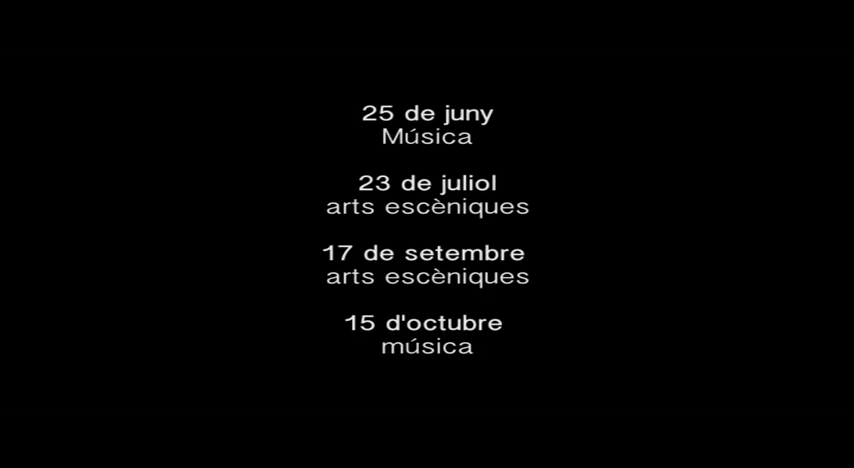 25 de juny
Música
23 de juliol
arts escèniques
17 de setembre
arts escèniques
15 d'octubre
música